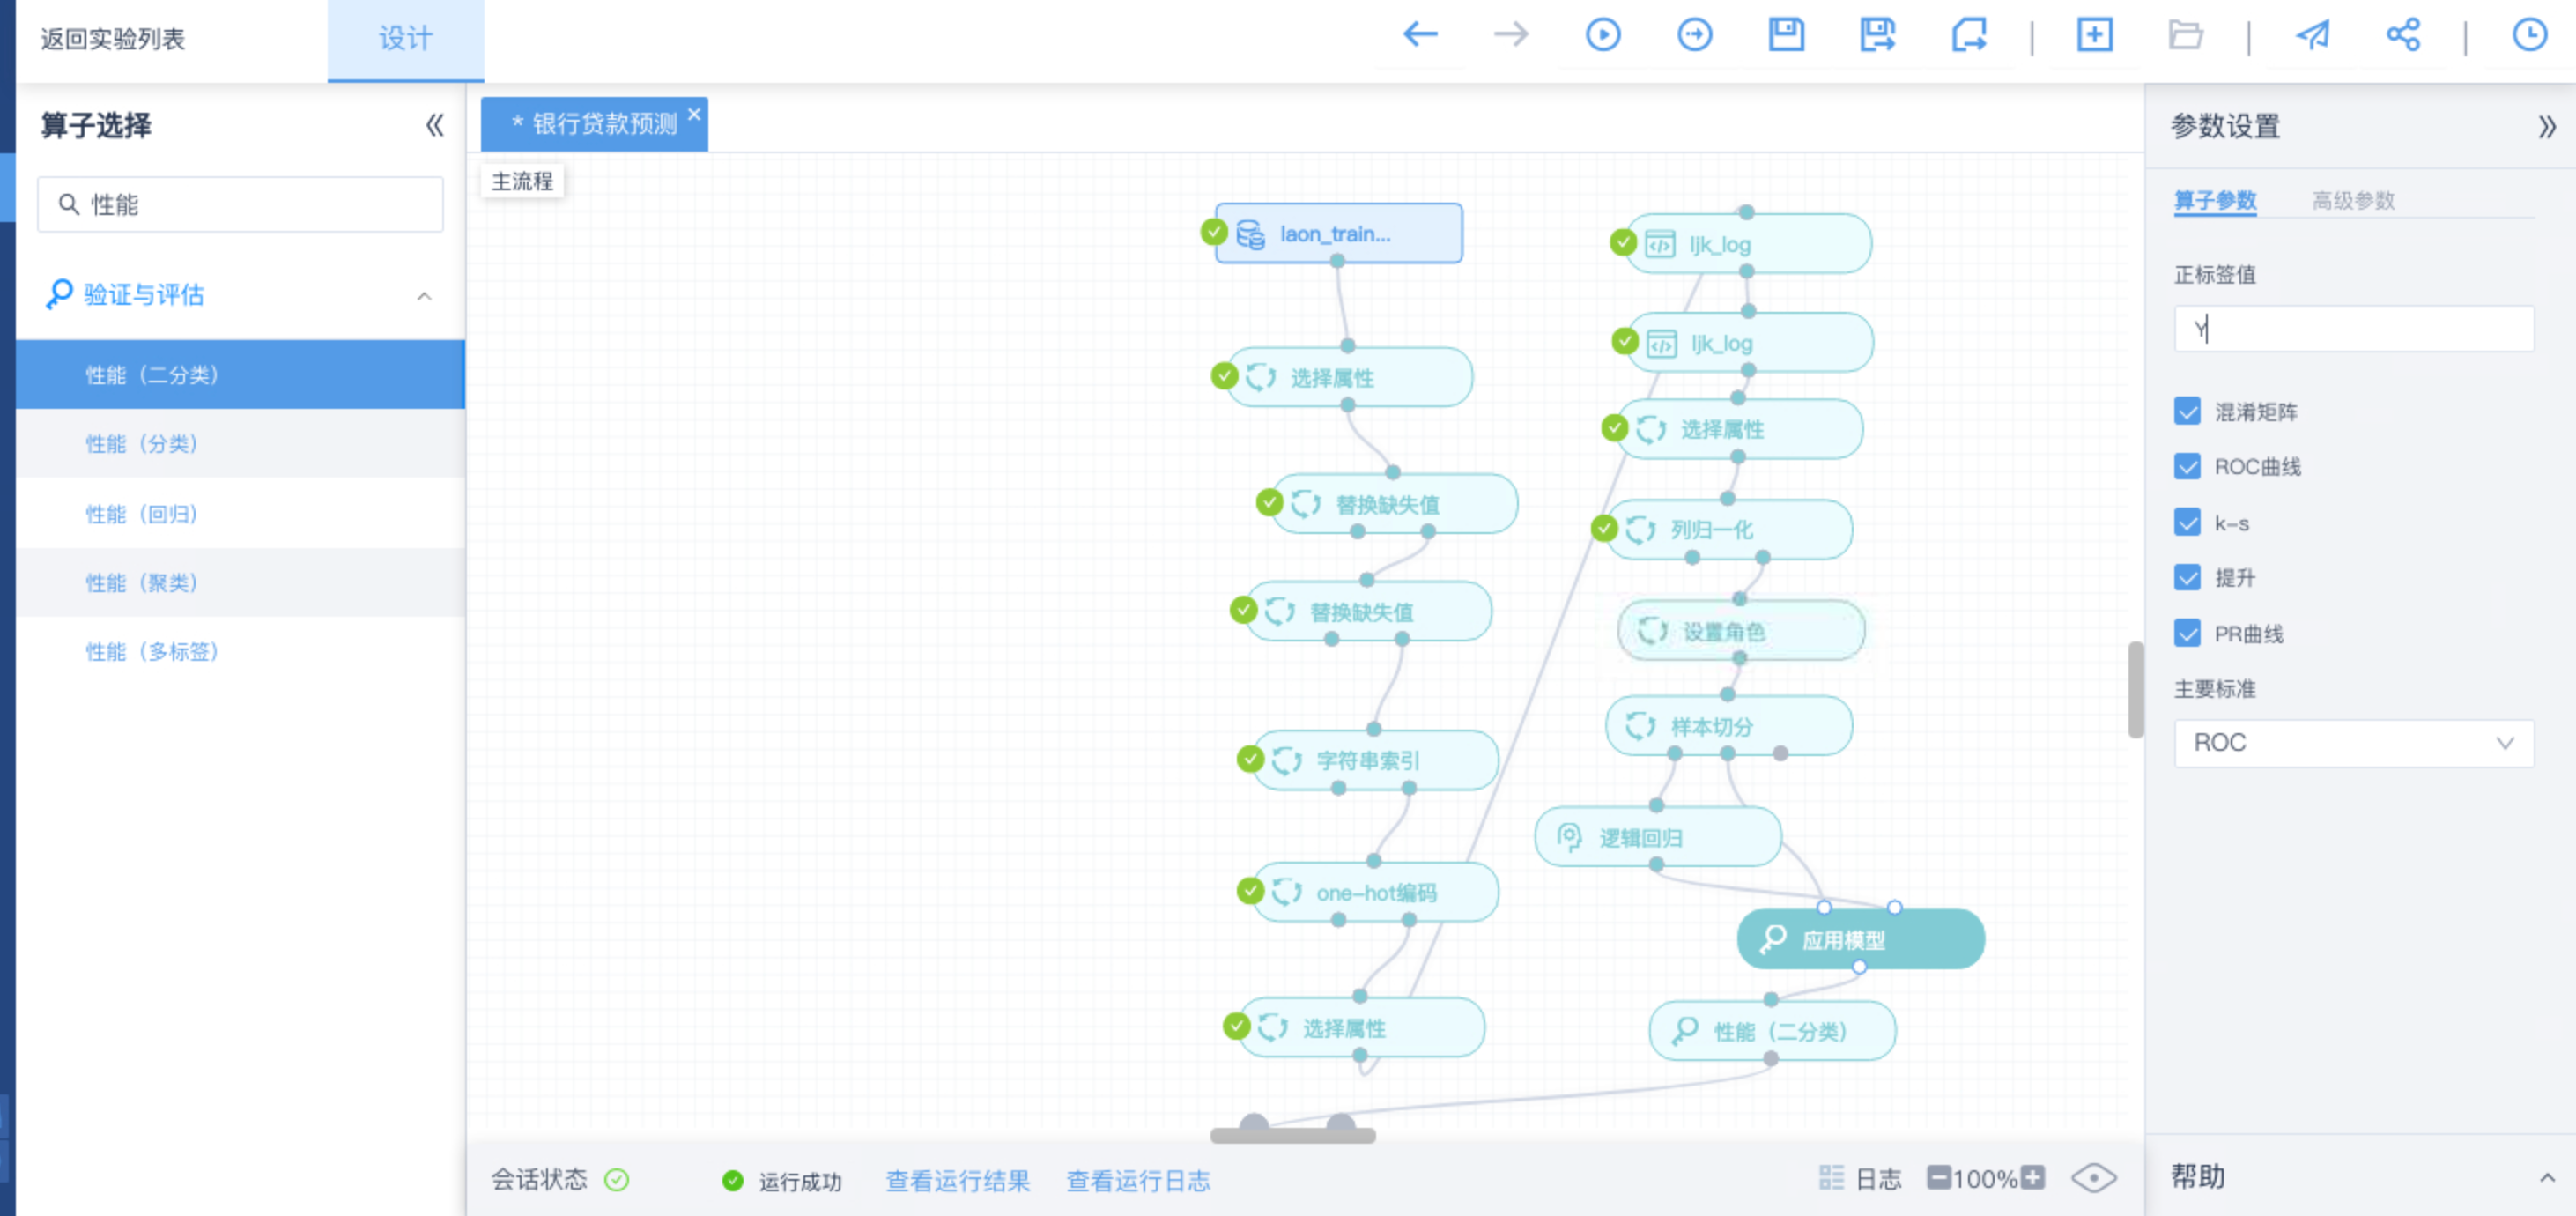 返回实验列表
设计
算子选择
性能
验证与评估
性能（二分类）
性能（分类）
性能（回归）
性能（聚类）
性能（多标签）
* 银行贷款预测
主流程
laon_train...
选择属性
替换缺失值
替换缺失值
字符串索引
one-hot编码
选择属性
ljk_log
ljk_log
选择属性
列归一化
设置角色
样本切分
逻辑回归
应用模型
性能（二分类）
会话状态
运行成功
查看运行结果
查看运行日志
日志
100%
参数设置
算子参数
高级参数
正标签值
Y
混淆矩阵
ROC曲线
k-s
提升
PR曲线
主要标准
ROC
帮助